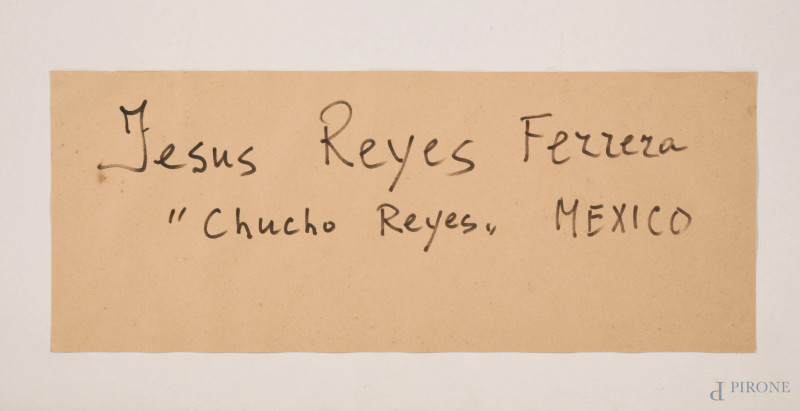 Jesus Reyes Ferrera
"Chucho Reyes„ MEXICO
PIRONE